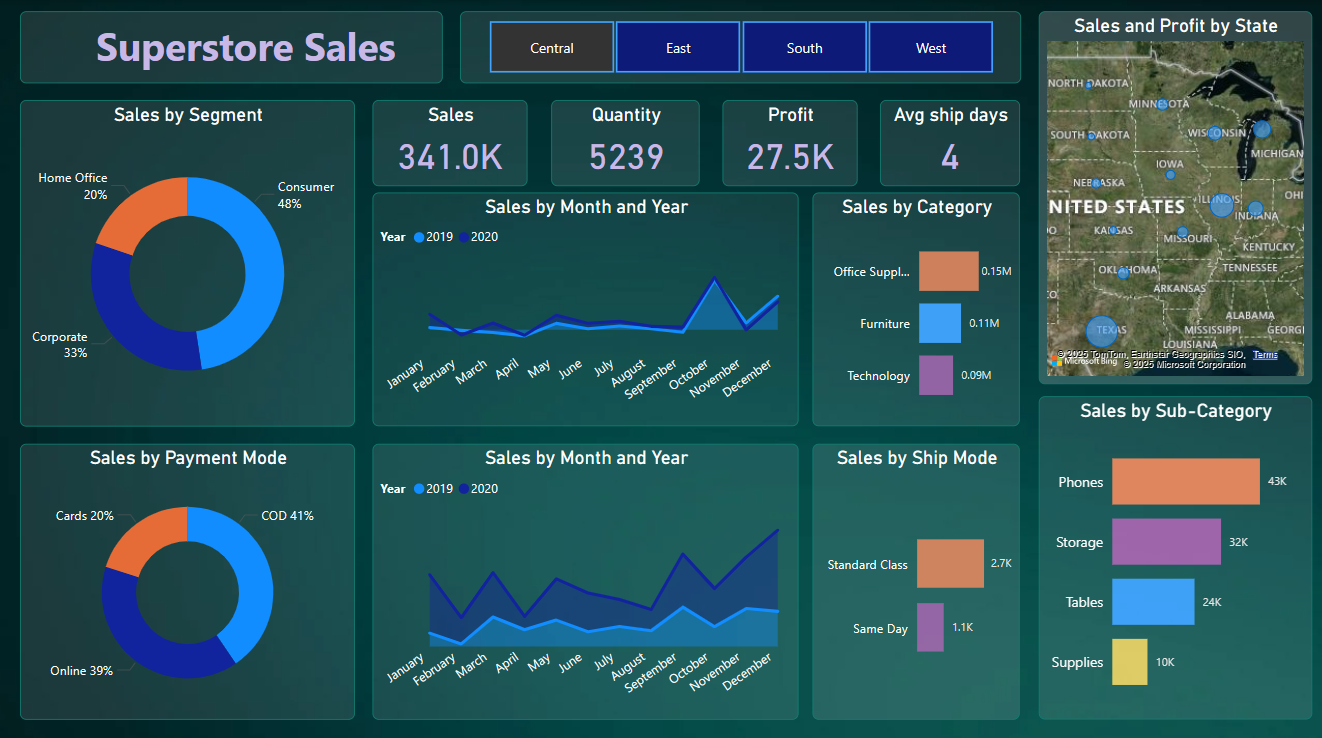 Superstore Sales
Central
East
South
West
Sales by Segment
Home Office
20%
Consumer
48%
Corporate
33%
Sales
341.0K
Quantity
5239
Profit
27.5K
Avg ship days
4
Sales by Month and Year
Year 2019 2020
January
February
March
April
May
June
July
August
September
October
November
December
Sales by Category
Office Suppl...
0.15M
Furniture
0.11M
Technology
0.09M
Sales and Profit by State
NORTH DAKOTA
MINNESOTA
SOUTH DAKOTA
WISCONSIN
MICHIGAN
IOWA
NEBRASKA
ILLINOIS
OHI
NITED STATES
INDIANA
O
KANSAS
MISSOURI
KENTUCKY
OKLAHOMA
TENNESSEE
CO
ARKANSAS
ALABAMA
TEXAS
MISSISSIPPI
GEORGI
LOUISIANA
© 2025 TomTom, Earthstar Geographics SIO, Terms
Microsoft Bing
© 2025 Microsoft Corporation
Sales by Payment Mode
Cards 20%
COD 41%
Online 39%
Sales by Month and Year
Year 2019 2020
January
February
March
April
May
June
July
August
September
October
November
December
Sales by Ship Mode
Standard Class
2.7K
Same Day
1.1K
Sales by Sub-Category
Phones
43K
Storage
32K
Tables
24K
Supplies
10K